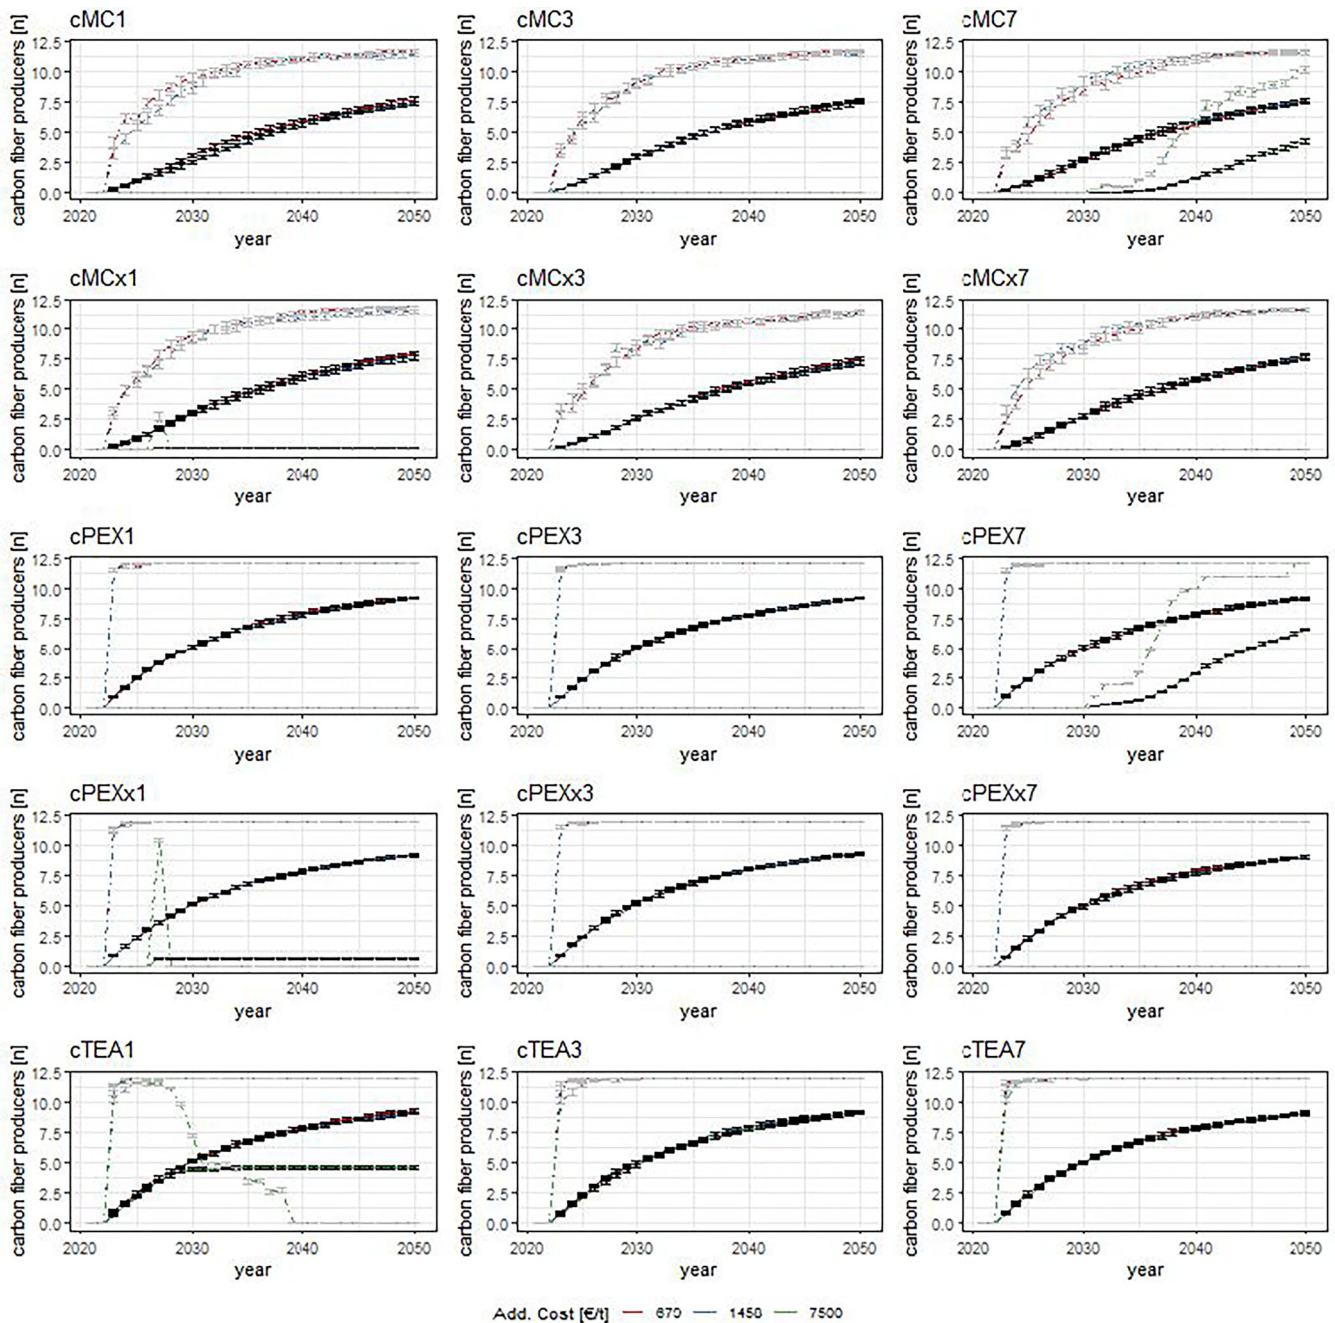 cMC1 cMC3 cMC7
carbon fiber producers [n] carbon fiber producers [n] carbon fiber producers [n]
12.5 12.5 12.5
10.0 10.0 10.0
7.5 7.5 7.5
5.0 5.0 5.0
2.5 2.5 2.5
0.0 0.0 0.0
2020 2030 2040 2050 2020 2030 2040 2050 2020 2030 2040 2050
year year year
cMCx1 cMCx3 cMCx7
carbon fiber producers [n] carbon fiber producers [n] carbon fiber producers [n]
12.5 12.5 12.5
10.0 10.0 10.0
7.5 7.5 7.5
5.0 5.0 5.0
2.5 2.5 2.5
0.0 0.0 0.0
2020 2030 2040 2050 2020 2030 2040 2050 2020 2030 2040 2050
year year year
cPEX1 cPEX3 cPEX7
carbon fiber producers [n] carbon fiber producers [n] carbon fiber producers [n]
12.5 12.5 12.5
10.0 10.0 10.0
7.5 7.5 7.5
5.0 5.0 5.0
2.5 2.5 2.5
0.0 0.0 0.0
2020 2030 2040 2050 2020 2030 2040 2050 2020 2030 2040 2050
year year year
cPEXx1 cPEXx3 cPEXx7
carbon fiber producers [n] carbon fiber producers [n] carbon fiber producers [n]
12.5 12.5 12.5
10.0 10.0 10.0
7.5 7.5 7.5
5.0 5.0 5.0
2.5 2.5 2.5
0.0 0.0 0.0
2020 2030 2040 2050 2020 2030 2040 2050 2020 2030 2040 2050
year year year
cTEA1 cTEA3 cTEA7
carbon fiber producers [n] carbon fiber producers [n] carbon fiber producers [n]
12.5 12.5 12.5
10.0 10.0 10.0
7.5 7.5 7.5
5.0 5.0 5.0
2.5 2.5 2.5
0.0 0.0 0.0
2020 2030 2040 2050 2020 2030 2040 2050 2020 2030 2040 2050
year year year
Add. Cost [€/t] 670 1450 7500